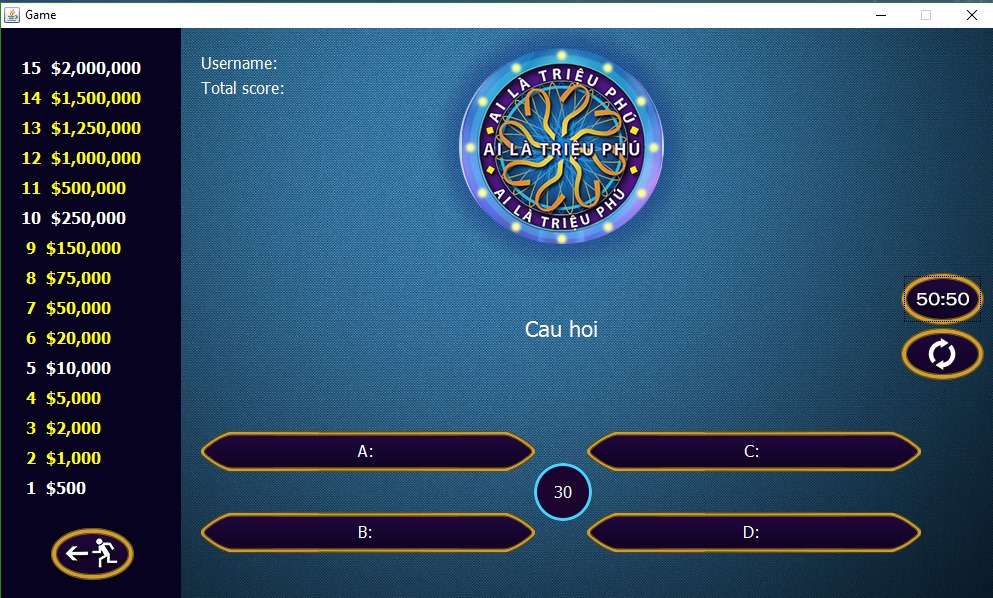 Game
15 $2,000,000
14 $1,500,000
13 $1,250,000
12 $1,000,000
11 $500,000
10 $250,000
9 $150,000
8 $75,000
7 $50,000
6 $20,000
5 $10,000
4 $5,000
3 $2,000
2 $1,000
1 $500
Username:
Total score:
AI LÀ TRIỆU PHÚ
AI LÀ TRIỆU PHÚ
AI LÀ TRIỆU PHÚ
50:50
Cau hoi
A:
C:
30
B:
D: